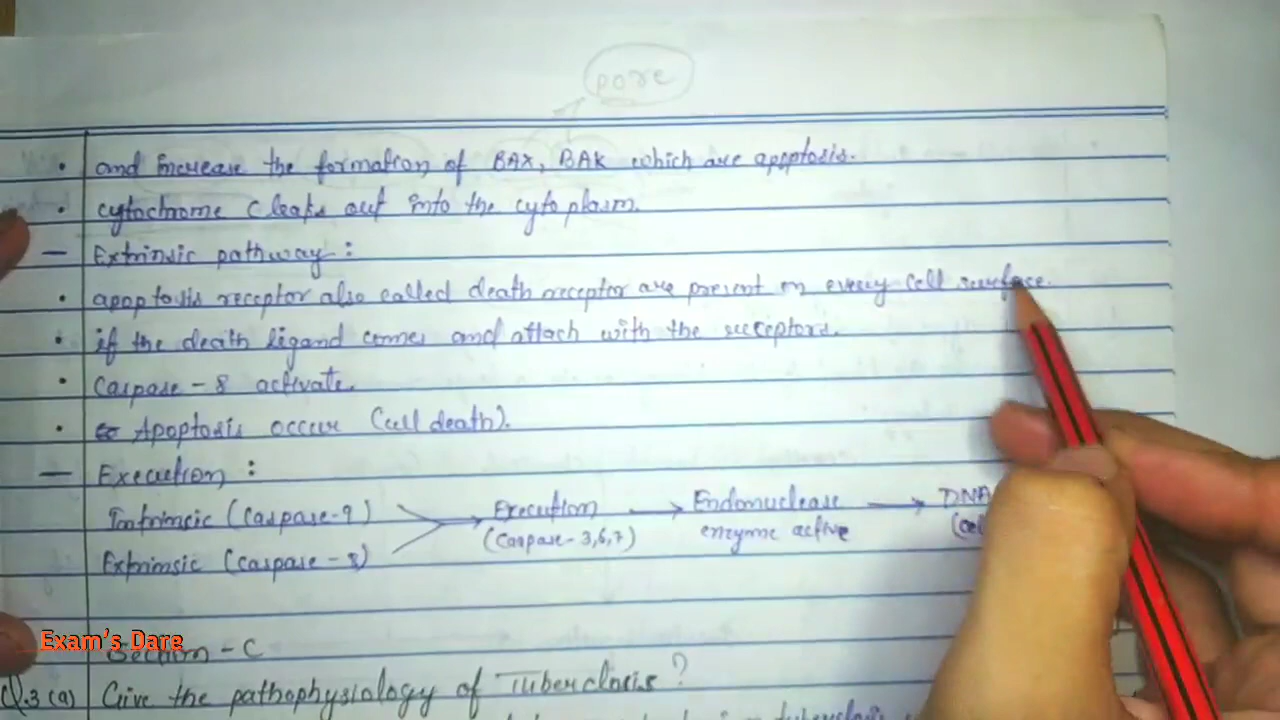 pore
• and increase the formation of BAX, BAK which are apoptosis.
• cytochrome c leaks out into the cytoplasm.
— Extrinsic pathway :
• apoptosis receptor also called death receptor are present on every cell surface.
• if the death ligand comes and attach with the receptors.
• Caspase - 8 activate.
• Apoptosis occur (cell death).
— Execution :
Intrinsic (Caspase-9) → Execution → Endonuclease → DNA
(Caspase - 3,6,7) enzyme active (cel
Extrinsic (caspase - 8)
Exam's Dare
Section - C
Q.3 (a) Give the pathophysiology of Tuberclosis ?